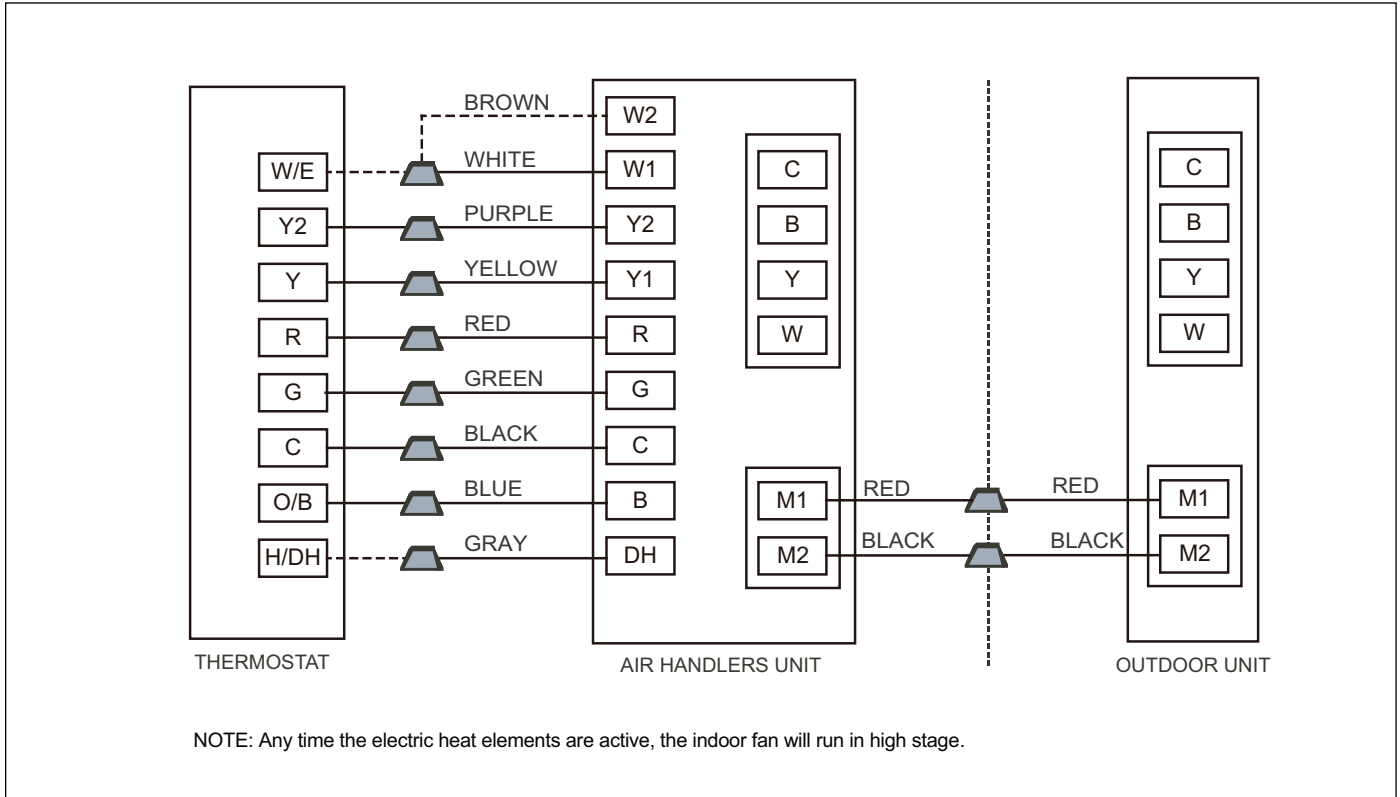 BROWN
W2
W/E
WHITE
W1
C
C
Y2
PURPLE
Y2
B
B
Y
YELLOW
Y1
Y
Y
R
RED
R
W
W
G
GREEN
G
C
BLACK
C
O/B
BLUE
B
M1
RED
RED
M1
H/DH
GRAY
DH
M2
BLACK
BLACK
M2
THERMOSTAT
AIR HANDLERS UNIT
OUTDOOR UNIT
NOTE: Any time the electric heat elements are active, the indoor fan will run in high stage.